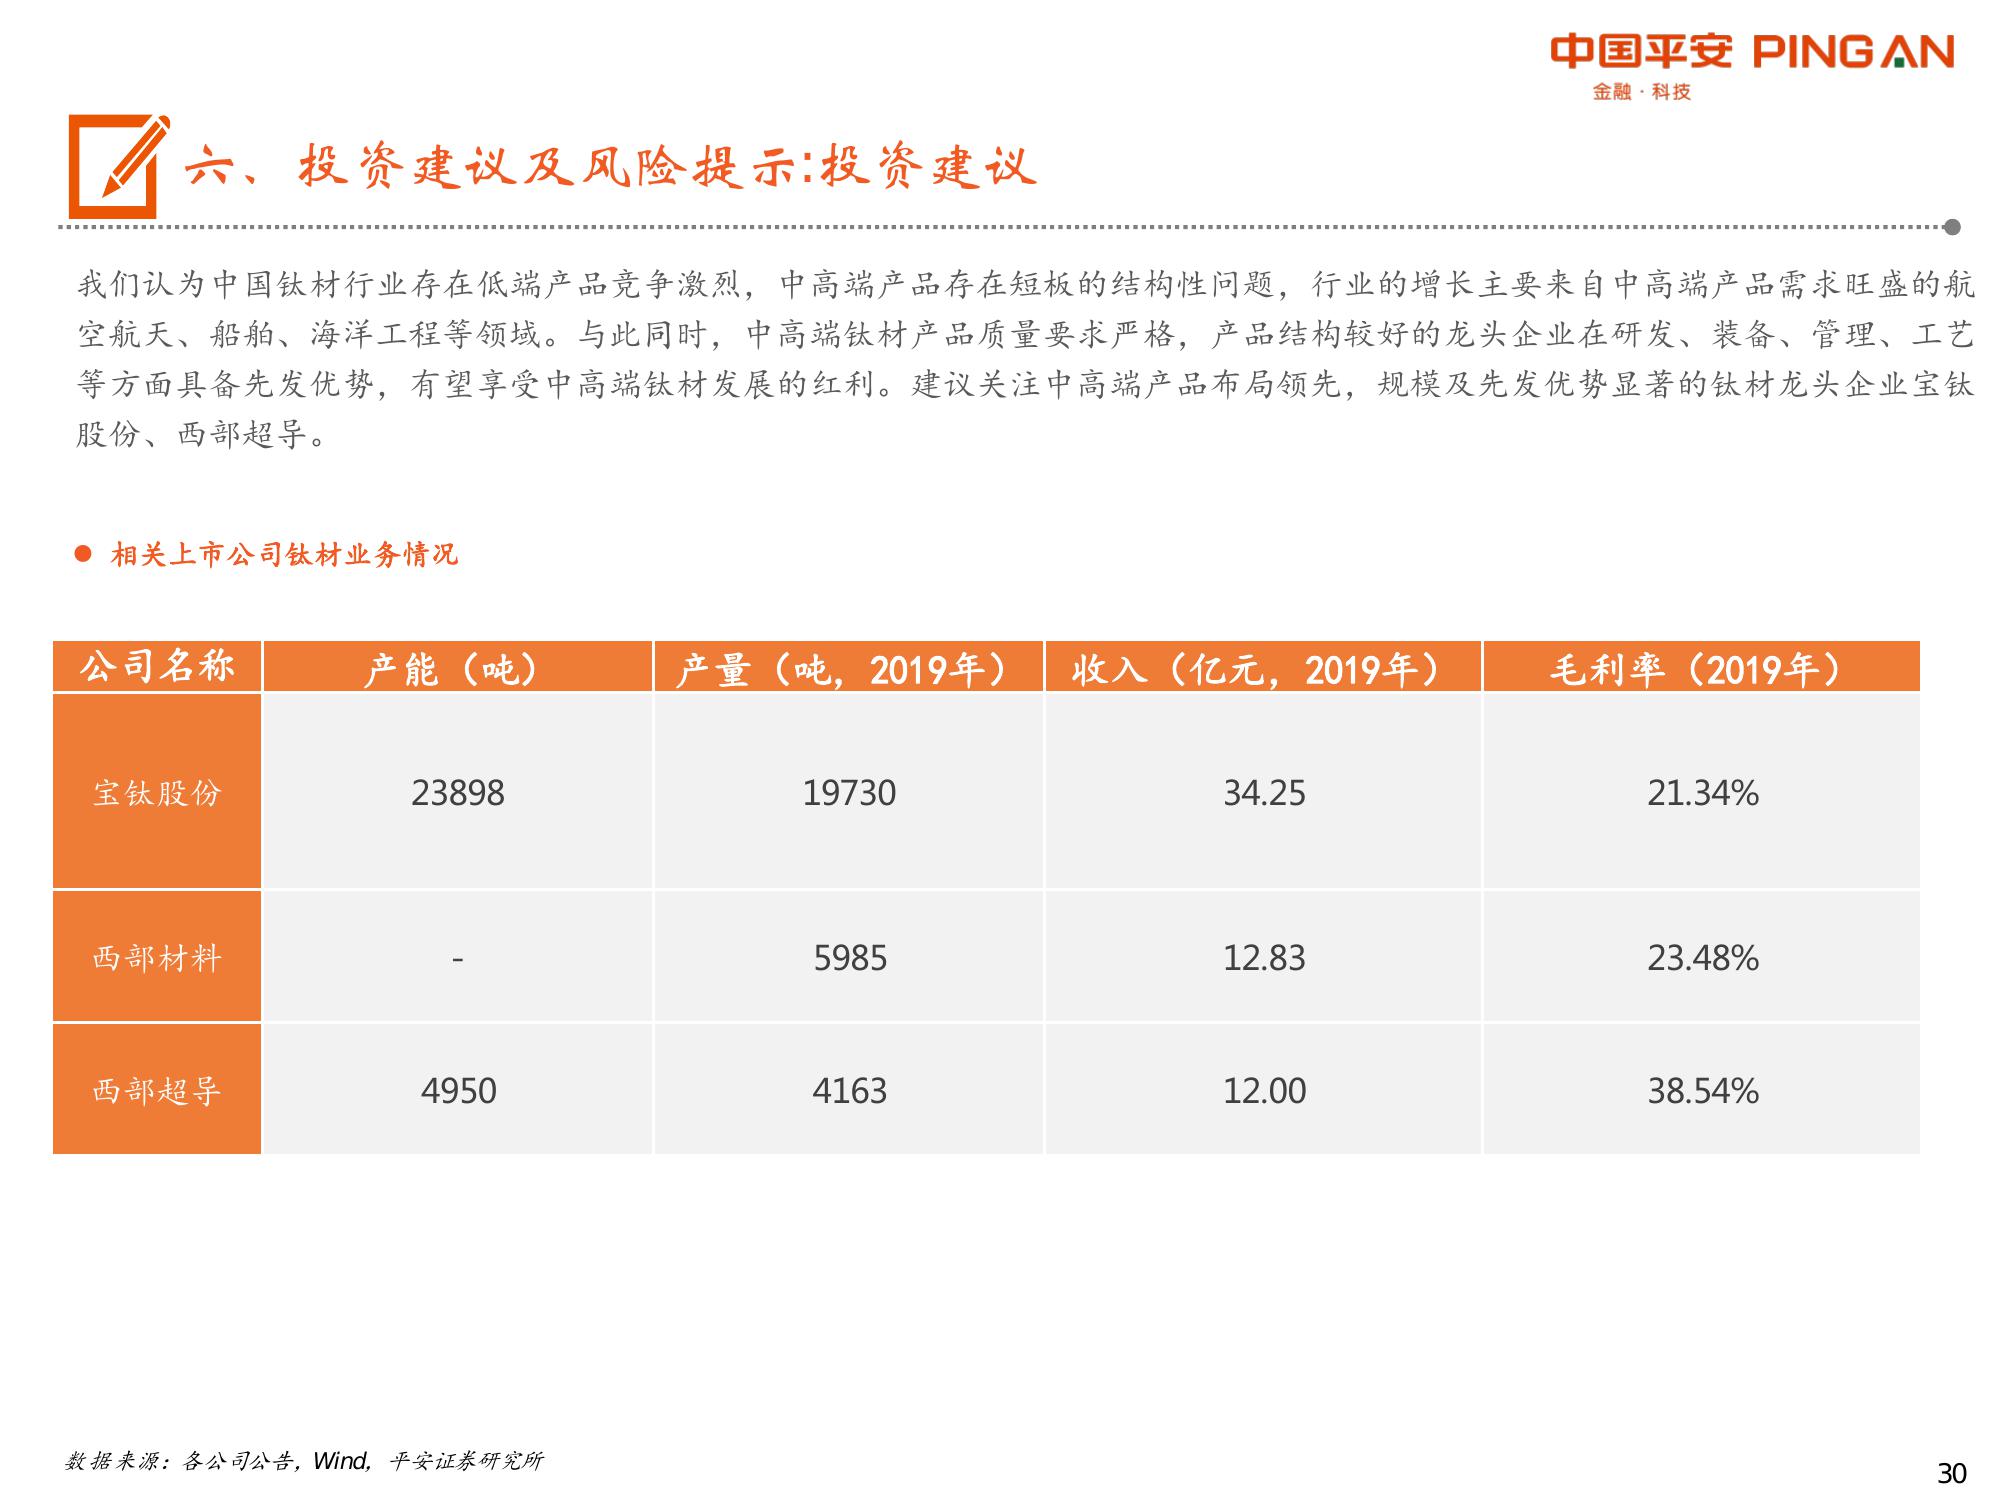 中国平安 PING AN
金融·科技
六、投资建议及风险提示:投资建议
我们认为中国钛材行业存在低端产品竞争激烈，中高端产品存在短板的结构性问题，行业的增长主要来自中高端产品需求旺盛的航
空航天、船舶、海洋工程等领域。与此同时，中高端钛材产品质量要求严格，产品结构较好的龙头企业在研发、装备、管理、工艺
等方面具备先发优势，有望享受中高端钛材发展的红利。建议关注中高端产品布局领先，规模及先发优势显著的钛材龙头企业宝钛
股份、西部超导。
相关上市公司钛材业务情况
公司名称 产能（吨） 产量（吨，2019年） 收入（亿元，2019年） 毛利率（2019年）
宝钛股份 23898 19730 34.25 21.34%
西部材料 - 5985 12.83 23.48%
西部超导 4950 4163 12.00 38.54%
数据来源：各公司公告，Wind，平安证券研究所
30